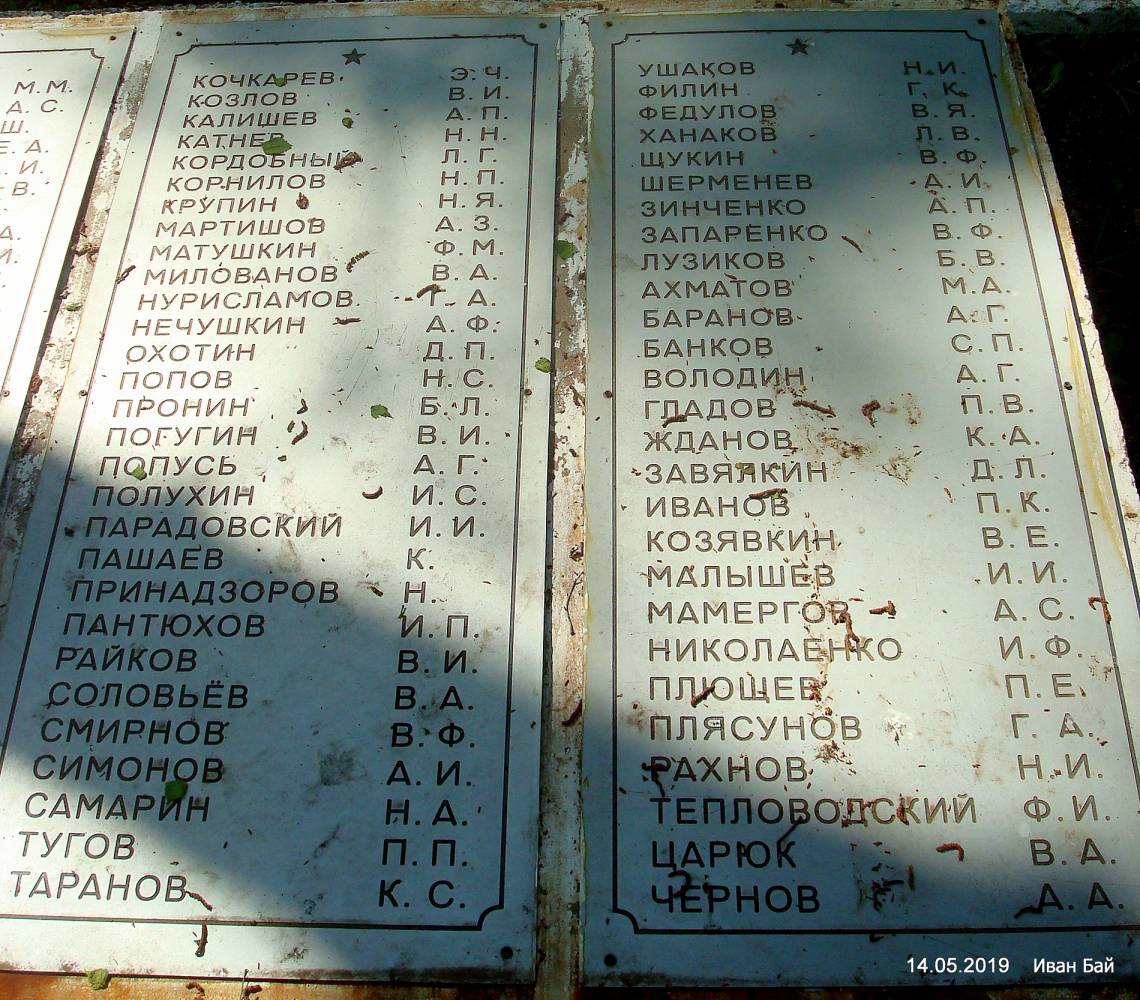 М.М.
А. С.
Ш.
Е. А.
И.
В.
А.
КОЧКАРЕВ Э. Ч.
КОЗЛОВ В. И.
КАЛИШЕВ А. П.
КАТНЕВ Н. Н.
КОРДОБНЫЙ Л. Г.
КОРНИЛОВ Н. П.
КРУПИН Н. Я.
МАРТИШОВ А. З.
МАТУШКИН Ф. М.
МИЛОВАНОВ В. А.
НУРИСЛАМОВ Г. А.
НЕЧУШКИН А. Ф.
ОХОТИН Д. П.
ПОПОВ Н. С.
ПРОНИН Б. Л.
ПОГУГИН В. И.
ПОПУСЬ А. Г.
ПОЛУХИН И. С.
ПАРАДОВСКИЙ И. И.
ПАШАЕВ К.
ПРИНАДЗОРОВ Н.
ПАНТЮХОВ И. П.
РАЙКОВ В. И.
СОЛОВЬЁВ В. А.
СМИРНОВ В. Ф.
СИМОНОВ А. И.
САМАРИН Н. А.
ТУГОВ П. П.
ТАРАНОВ К. С.
УШАКОВ Н. И.
ФИЛИН Г. К.
ФЕДУЛОВ В. Я.
ХАНАКОВ Л. В.
ЩУКИН В. Ф.
ШЕРМЕНЕВ А. И.
ЗИНЧЕНКО А. П.
ЗАПАРЕНКО В. Ф.
ЛУЗИКОВ Б. В.
АХМАТОВ М. А.
БАРАНОВ А. Г.
БАНКОВ С. П.
ВОЛОДИН А. Г.
ГЛАДОВ П. В.
ЖДАНОВ К. А.
ЗАВЯЛКИН Д. Л.
ИВАНОВ П. К.
КОЗЯВКИН В. Е.
МАЛЫШЕВ И. И.
МАМЕРГОВ А. С.
НИКОЛАЕНКО И. Ф.
ПЛЮЩЕВ П. Е.
ПЛЯСУНОВ Г. А.
РАХНОВ Н. И.
ТЕПЛОВОДСКИЙ Ф. И.
ЦАРЮК В. А.
ЧЕРНОВ А. А.
14.05.2019 Иван Бай